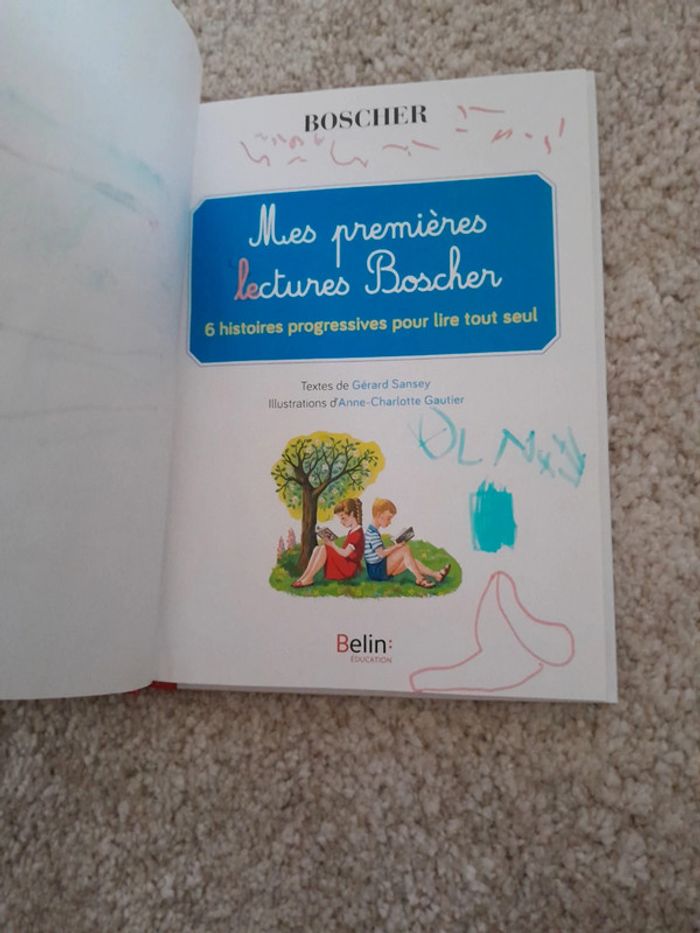 BOSCHER
Mes premières
lectures Boscher
6 histoires progressives pour lire tout seul
Textes de Gérard Sansey
Illustrations d'Anne-Charlotte Gautier
Belin:
ÉDUCATION